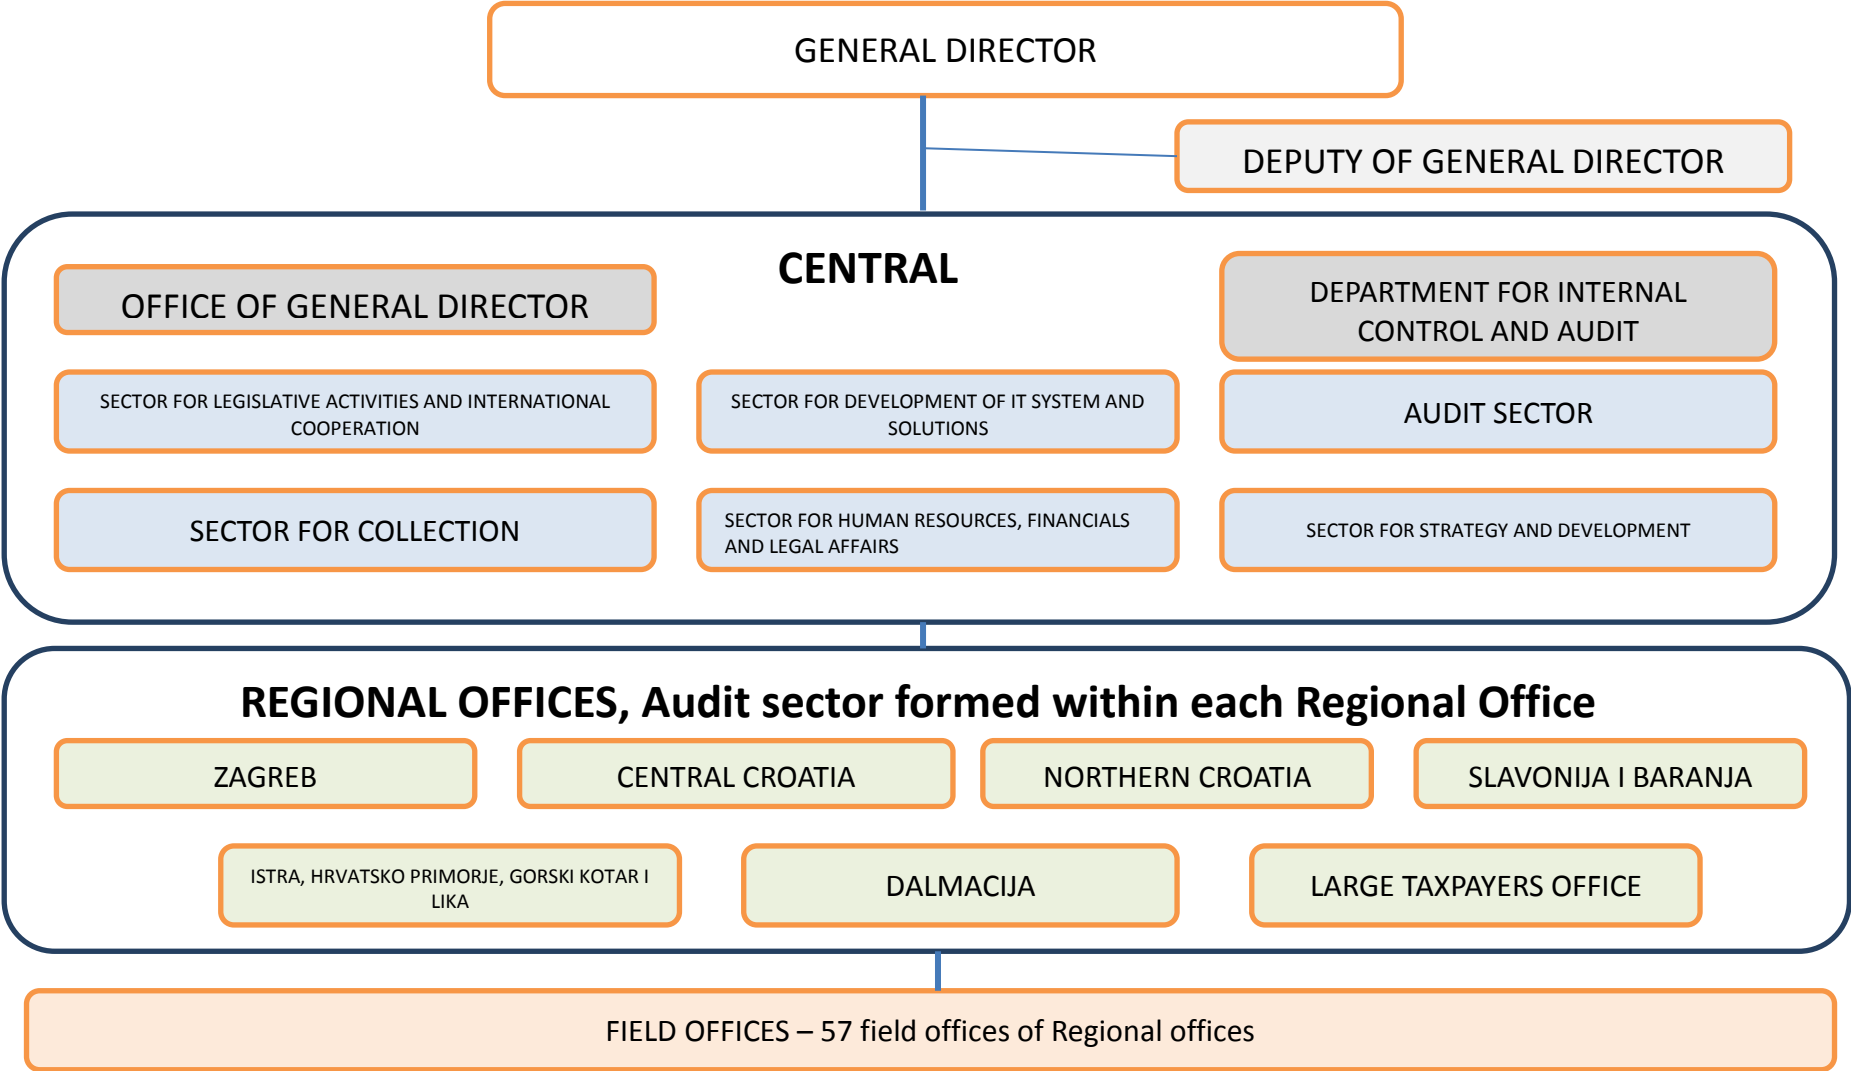 GENERAL DIRECTOR
DEPUTY OF GENERAL DIRECTOR
CENTRAL
OFFICE OF GENERAL DIRECTOR
DEPARTMENT FOR INTERNAL
CONTROL AND AUDIT
SECTOR FOR LEGISLATIVE ACTIVITIES AND INTERNATIONAL
COOPERATION
SECTOR FOR DEVELOPMENT OF IT SYSTEM AND
SOLUTIONS
AUDIT SECTOR
SECTOR FOR COLLECTION
SECTOR FOR HUMAN RESOURCES, FINANCIALS
AND LEGAL AFFAIRS
SECTOR FOR STRATEGY AND DEVELOPMENT
REGIONAL OFFICES, Audit sector formed within each Regional Office
ZAGREB
CENTRAL CROATIA
NORTHERN CROATIA
SLAVONIJA I BARANJA
ISTRA, HRVATSKO PRIMORJE, GORSKI KOTAR I
LIKA
DALMACIJA
LARGE TAXPAYERS OFFICE
FIELD OFFICES – 57 field offices of Regional offices